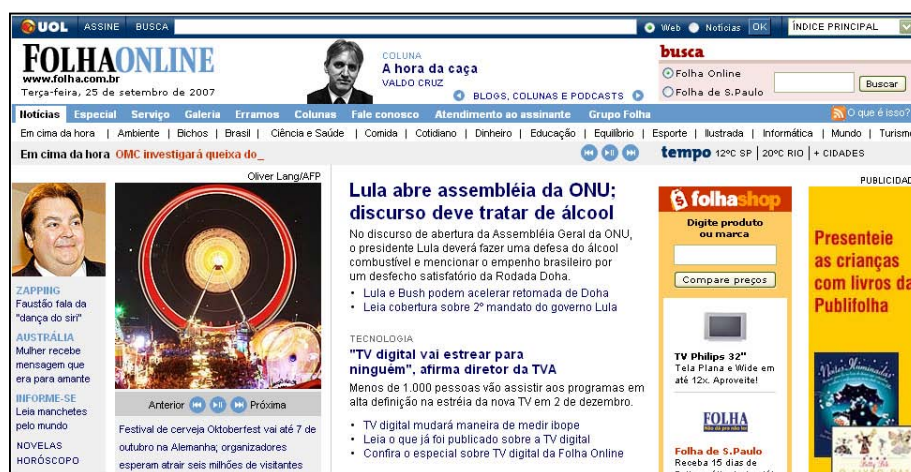 UOL ASSINE BUSCA Web Notícias OK ÍNDICE PRINCIPAL
FOLHAONLINE
www.folha.com.br
Terça-feira, 25 de setembro de 2007
COLUNA
A hora da caça
VALDO CRUZ
BLOGS, COLUNAS E PODCASTS
busca
Folha Online
Folha de S.Paulo
Buscar
Notícias Especial Serviço Galeria Erramos Colunas Fale conosco Atendimento ao assinante Grupo Folha O que é isso?
Em cima da hora | Ambiente | Bichos | Brasil | Ciência e Saúde | Comida | Cotidiano | Dinheiro | Educação | Equilíbrio | Esporte | Ilustrada | Informática | Mundo | Turismo
Em cima da hora OMC investigará queixa do_
tempo 12ºC SP | 20ºC RIO | + CIDADES
ZAPPING
Faustão fala da
"dança do siri"
AUSTRÁLIA
Mulher recebe
mensagem que
era para amante
INFORME-SE
Leia manchetes
pelo mundo
NOVELAS
HORÓSCOPO
Oliver Lang/AFP
Anterior Próxima
Festival de cerveja Oktoberfest vai até 7 de
outubro na Alemanha; organizadores
esperam atrair seis milhões de visitantes
Lula abre assembléia da ONU;
discurso deve tratar de álcool
No discurso de abertura da Assembléia Geral da ONU,
o presidente Lula deverá fazer uma defesa do álcool
combustível e mencionar o empenho brasileiro por
um desfecho satisfatório da Rodada Doha.
• Lula e Bush podem acelerar retomada de Doha
• Leia cobertura sobre 2º mandato do governo Lula
TECNOLOGIA
"TV digital vai estrear para
ninguém", afirma diretor da TVA
Menos de 1.000 pessoas vão assistir aos programas em
alta definição na estréia da nova TV em 2 de dezembro.
• TV digital mudará maneira de medir ibope
• Leia o que já foi publicado sobre a TV digital
• Confira o especial sobre TV digital da Folha Online
folhashop
Digite produto
ou marca
Compare preços
TV Philips 32"
Tela Plana e Wide em
até 12x. Aproveite!
FOLHA
Não dá pra não ler
Folha de S.Paulo
Receba 15 dias de
PUBLICIDAD
Presenteie
as crianças
com livros da
Publifolha
Noites Iluminadas